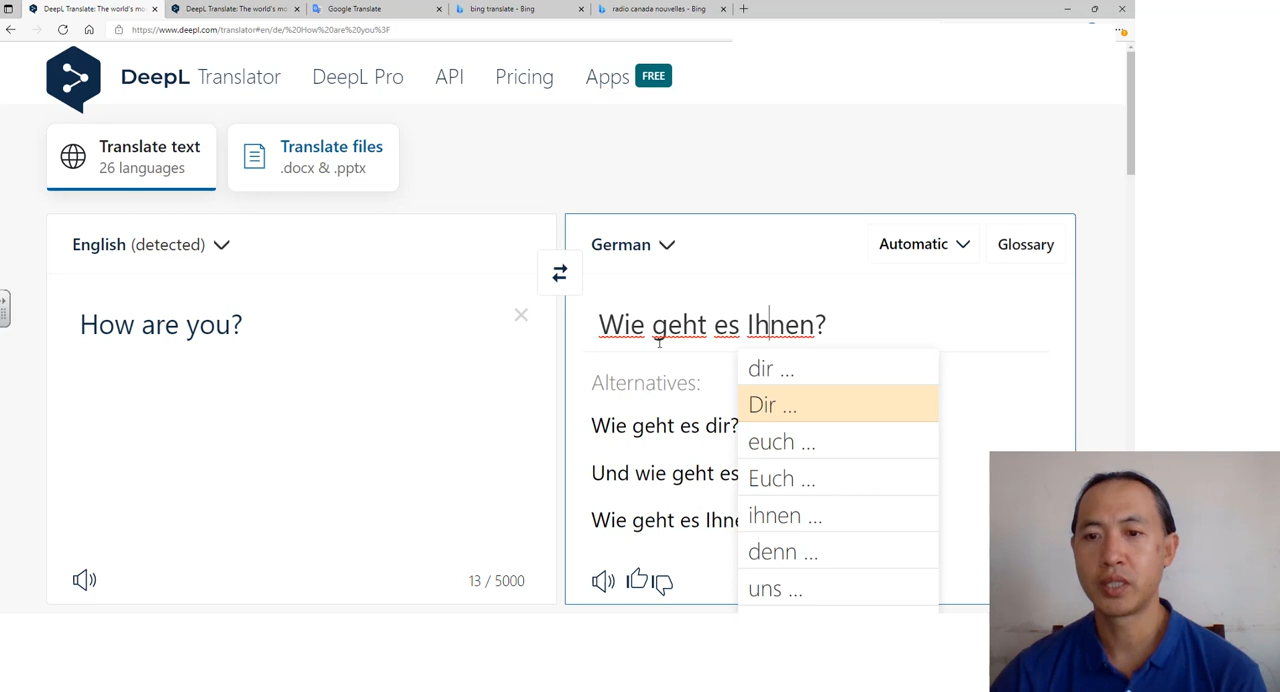 DeepL Translate: The world's mo
DeepL Translate: The world's mo
Google Translate
bing translate - Bing
radio canada nouvelles - Bing
https://www.deepl.com/translator#en/de/%20How%20are%20you%3F
DeepL Translator
DeepL Pro
API
Pricing
Apps FREE
Translate text
26 languages
Translate files
.docx & .pptx
English (detected)
German
Automatic
Glossary
How are you?
Wie geht es Ihnen?
Alternatives:
Wie geht es dir?
Und wie geht es
Wie geht es Ihne
dir ...
Dir ...
euch ...
Euch ...
ihnen ...
denn ...
uns ...
13 / 5000